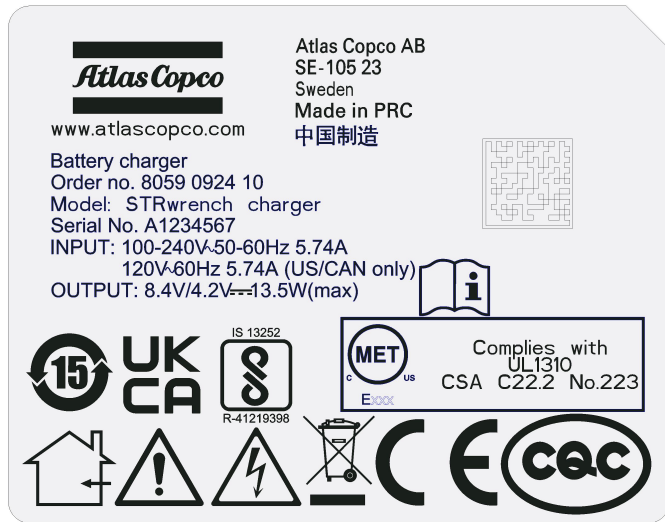 Atlas Copco
www.atlascopco.com
Atlas Copco AB
SE-105 23
Sweden
Made in PRC
中国制造
Battery charger
Order no. 8059 0924 10
Model: STRwrench charger
Serial No. A1234567
INPUT: 100-240V∿50-60Hz 5.74A
120V∿60Hz 5.74A (US/CAN only)
OUTPUT: 8.4V/4.2V⎓13.5W(max)
i
15
UK
CA
IS 13252
R-41219398
MET
C US
Exxx
Complies with
UL1310
CSA C22.2 No.223
!
CE
CQC